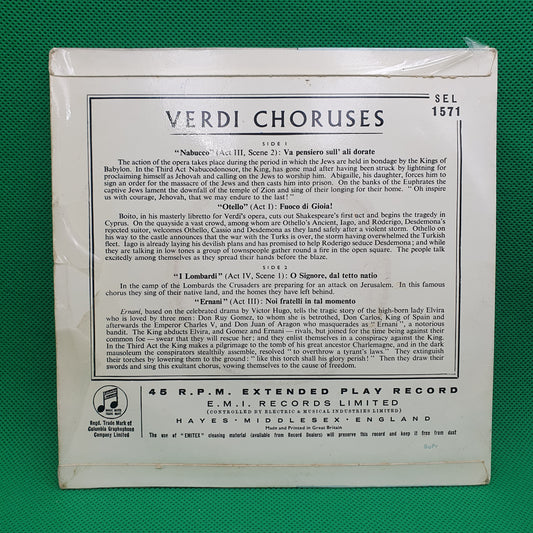 SEL
1571
VERDI CHORUSES
SIDE 1
"Nabucco" (Act III, Scene 2): Va pensiero sull' ali dorate
The action of the opera takes place during the period in which the Jews are held in bondage by the Kings of
Babylon. In the Third Act Nabucodonosor, the King, has gone mad after having been struck by lightning for
proclaiming himself as Jehovah and calling on the Jews to worship him. Abigaille, his daughter, forces him to
sign an order for the massacre of the Jews and then casts him into prison. On the banks of the Euphrates the
captive Jews lament the downfall of the temple of Zion and sing of their longing for their home. "Oh inspire
us with courage, Jehovah, that we may endure to the last!"
"Otello" (Act I): Fuoco di Gioia!
Boito, in his masterly libretto for Verdi's opera, cuts out Shakespeare's first act and begins the tragedy in
Cyprus. On the quayside a vast crowd, among whom are Othello's Ancient, Iago, and Roderigo, Desdemona's
rejected suitor, welcomes Othello, Cassio and Desdemona as they land safely after a violent storm. Othello on
his way to the castle announces that the war with the Turks is over, the storm having overwhelmed the Turkish
fleet. Iago is already laying his devilish plans and has promised to help Roderigo seduce Desdemona; and while
they are talking in low tones a group of townspeople gather round a fire in the open square. The people talk
excitedly among themselves as they spread their hands before the blaze.
SIDE 2
"I Lombardi" (Act IV, Scene 1): O Signore, dal tetto natio
In the camp of the Lombards the Crusaders are preparing for an attack on Jerusalem. In this famous
chorus they sing of their native land, and the homes they have left behind.
"Ernani" (Act III): Noi fratelli in tal momento
Ernani, based on the celebrated drama by Victor Hugo, tells the tragic story of the high-born lady Elvira
who is loved by three men: Don Ruy Gomez, to whom she is betrothed, Don Carlos, King of Spain and
afterwards the Emperor Charles V, and Don Juan of Aragon who masquerades as "Ernani", a notorious
bandit. The King abducts Elvira, and Gomez and Ernani — rivals, but joined for the time being against their
common foe — swear that they will rescue her; and they enlist themselves in a conspiracy against the King.
In the Third Act the King makes a pilgrimage to the tomb of his great ancestor Charlemagne, and in the dark
mausoleum the conspirators stealthily assemble, resolved "to overthrow a tyrant's laws." They extinguish
their torches by lowering them to the ground: "like this torch shall his glory perish!" Then they draw their
swords and sing this exultant chorus, vowing themselves to the cause of freedom.
45 R.P.M. EXTENDED PLAY RECORD
E.M.I. RECORDS LIMITED
(CONTROLLED BY ELECTRIC & MUSICAL INDUSTRIES LIMITED)
HAYES · MIDDLESEX · ENGLAND
Made and Printed in Great Britain
Regd. Trade Mark of
Columbia Graphophone
Company Limited
The use of "EMITEX" cleaning material (available from Record Dealers) will preserve this record and keep it free from dust